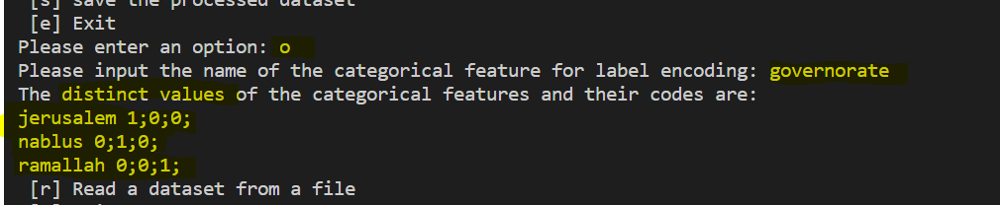 [s] save the processed dataset
[e] Exit
Please enter an option: o
Please input the name of the categorical feature for label encoding: governorate
The distinct values of the categorical features and their codes are:
jerusalem 1;0;0;
nablus 0;1;0;
ramallah 0;0;1;
[r] Read a dataset from a file